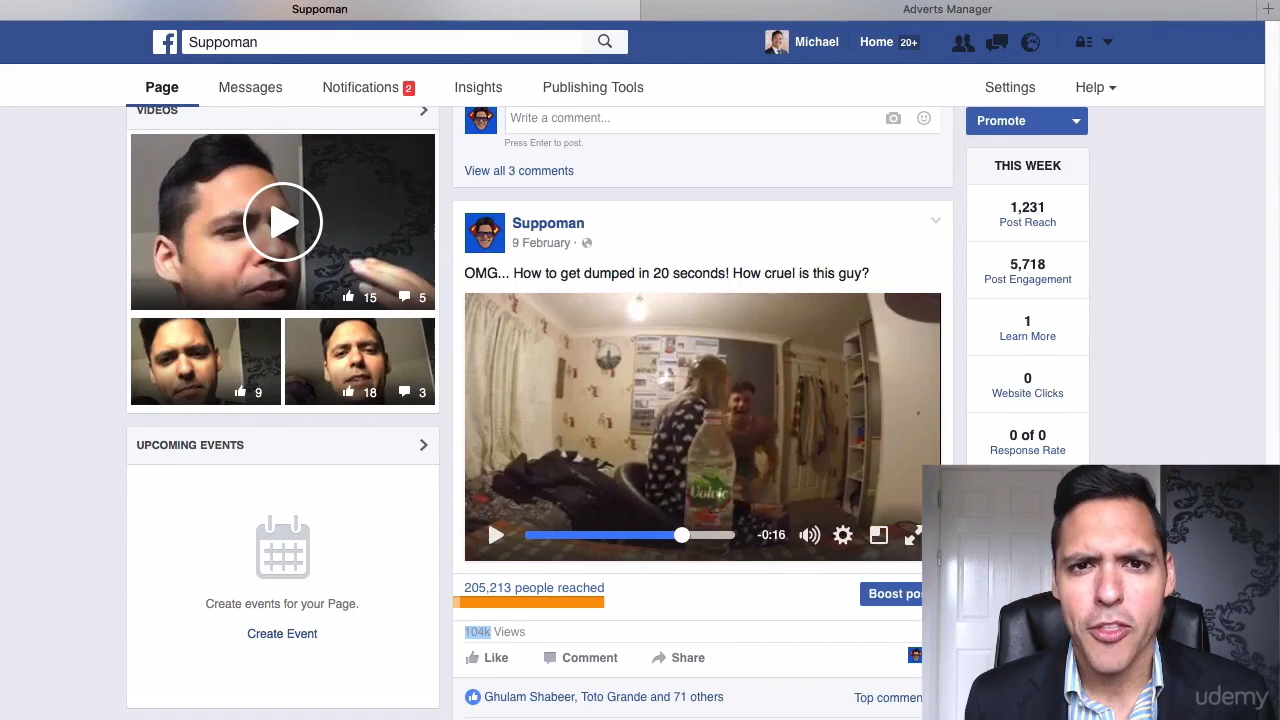 Suppoman
Adverts Manager
Suppoman
Michael
Home 20+
Page
Messages
Notifications 2
Insights
Publishing Tools
Settings
Help
VIDEOS
15
5
9
18
3
UPCOMING EVENTS
Create events for your Page.
Create Event
Write a comment...
Press Enter to post.
View all 3 comments
Suppoman
9 February ·
OMG... How to get dumped in 20 seconds! How cruel is this guy?
Volvic
-0:16
205,213 people reached
Boost pos
104k Views
Like
Comment
Share
Ghulam Shabeer, Toto Grande and 71 others
Top commen
Promote
THIS WEEK
1,231
Post Reach
5,718
Post Engagement
1
Learn More
0
Website Clicks
0 of 0
Response Rate
udemy